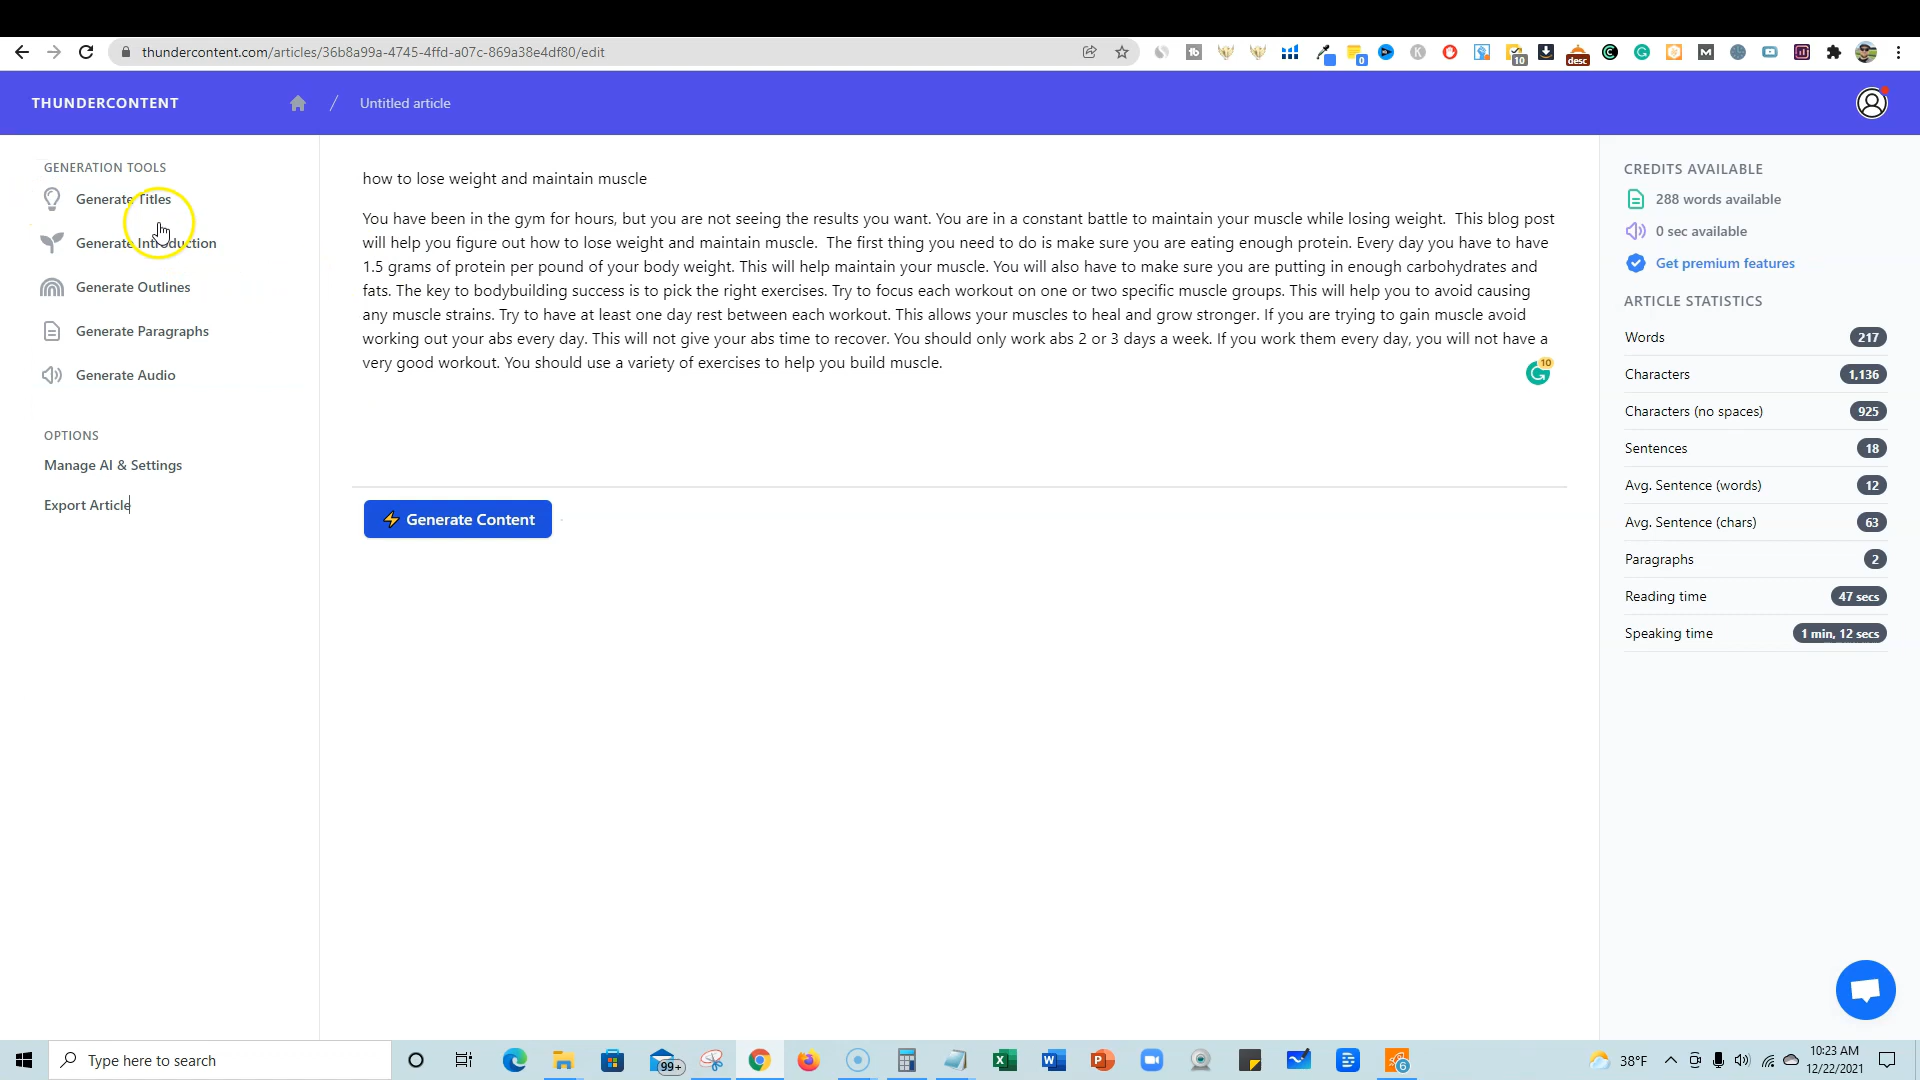 thundercontent.com/articles/36b8a99a-4745-4ffd-a07c-869a38e4df80/edit
0
10
desc
THUNDERCONTENT
/
Untitled article
GENERATION TOOLS
Generate Titles
Generate Introduction
Generate Outlines
Generate Paragraphs
Generate Audio
OPTIONS
Manage AI & Settings
Export Article
how to lose weight and maintain muscle
You have been in the gym for hours, but you are not seeing the results you want. You are in a constant battle to maintain your muscle while losing weight. This blog post
will help you figure out how to lose weight and maintain muscle. The first thing you need to do is make sure you are eating enough protein. Every day you have to have
1.5 grams of protein per pound of your body weight. This will help maintain your muscle. You will also have to make sure you are putting in enough carbohydrates and
fats. The key to bodybuilding success is to pick the right exercises. Try to focus each workout on one or two specific muscle groups. This will help you to avoid causing
any muscle strains. Try to have at least one day rest between each workout. This allows your muscles to heal and grow stronger. If you are trying to gain muscle avoid
working out your abs every day. This will not give your abs time to recover. You should only work abs 2 or 3 days a week. If you work them every day, you will not have a
very good workout. You should use a variety of exercises to help you build muscle.
10
Generate Content
CREDITS AVAILABLE
288 words available
0 sec available
Get premium features
ARTICLE STATISTICS
Words 217
Characters 1,136
Characters (no spaces) 925
Sentences 18
Avg. Sentence (words) 12
Avg. Sentence (chars) 63
Paragraphs 2
Reading time 47 secs
Speaking time 1 min, 12 secs
Type here to search
99+
6
38°F
10:23 AM
12/22/2021